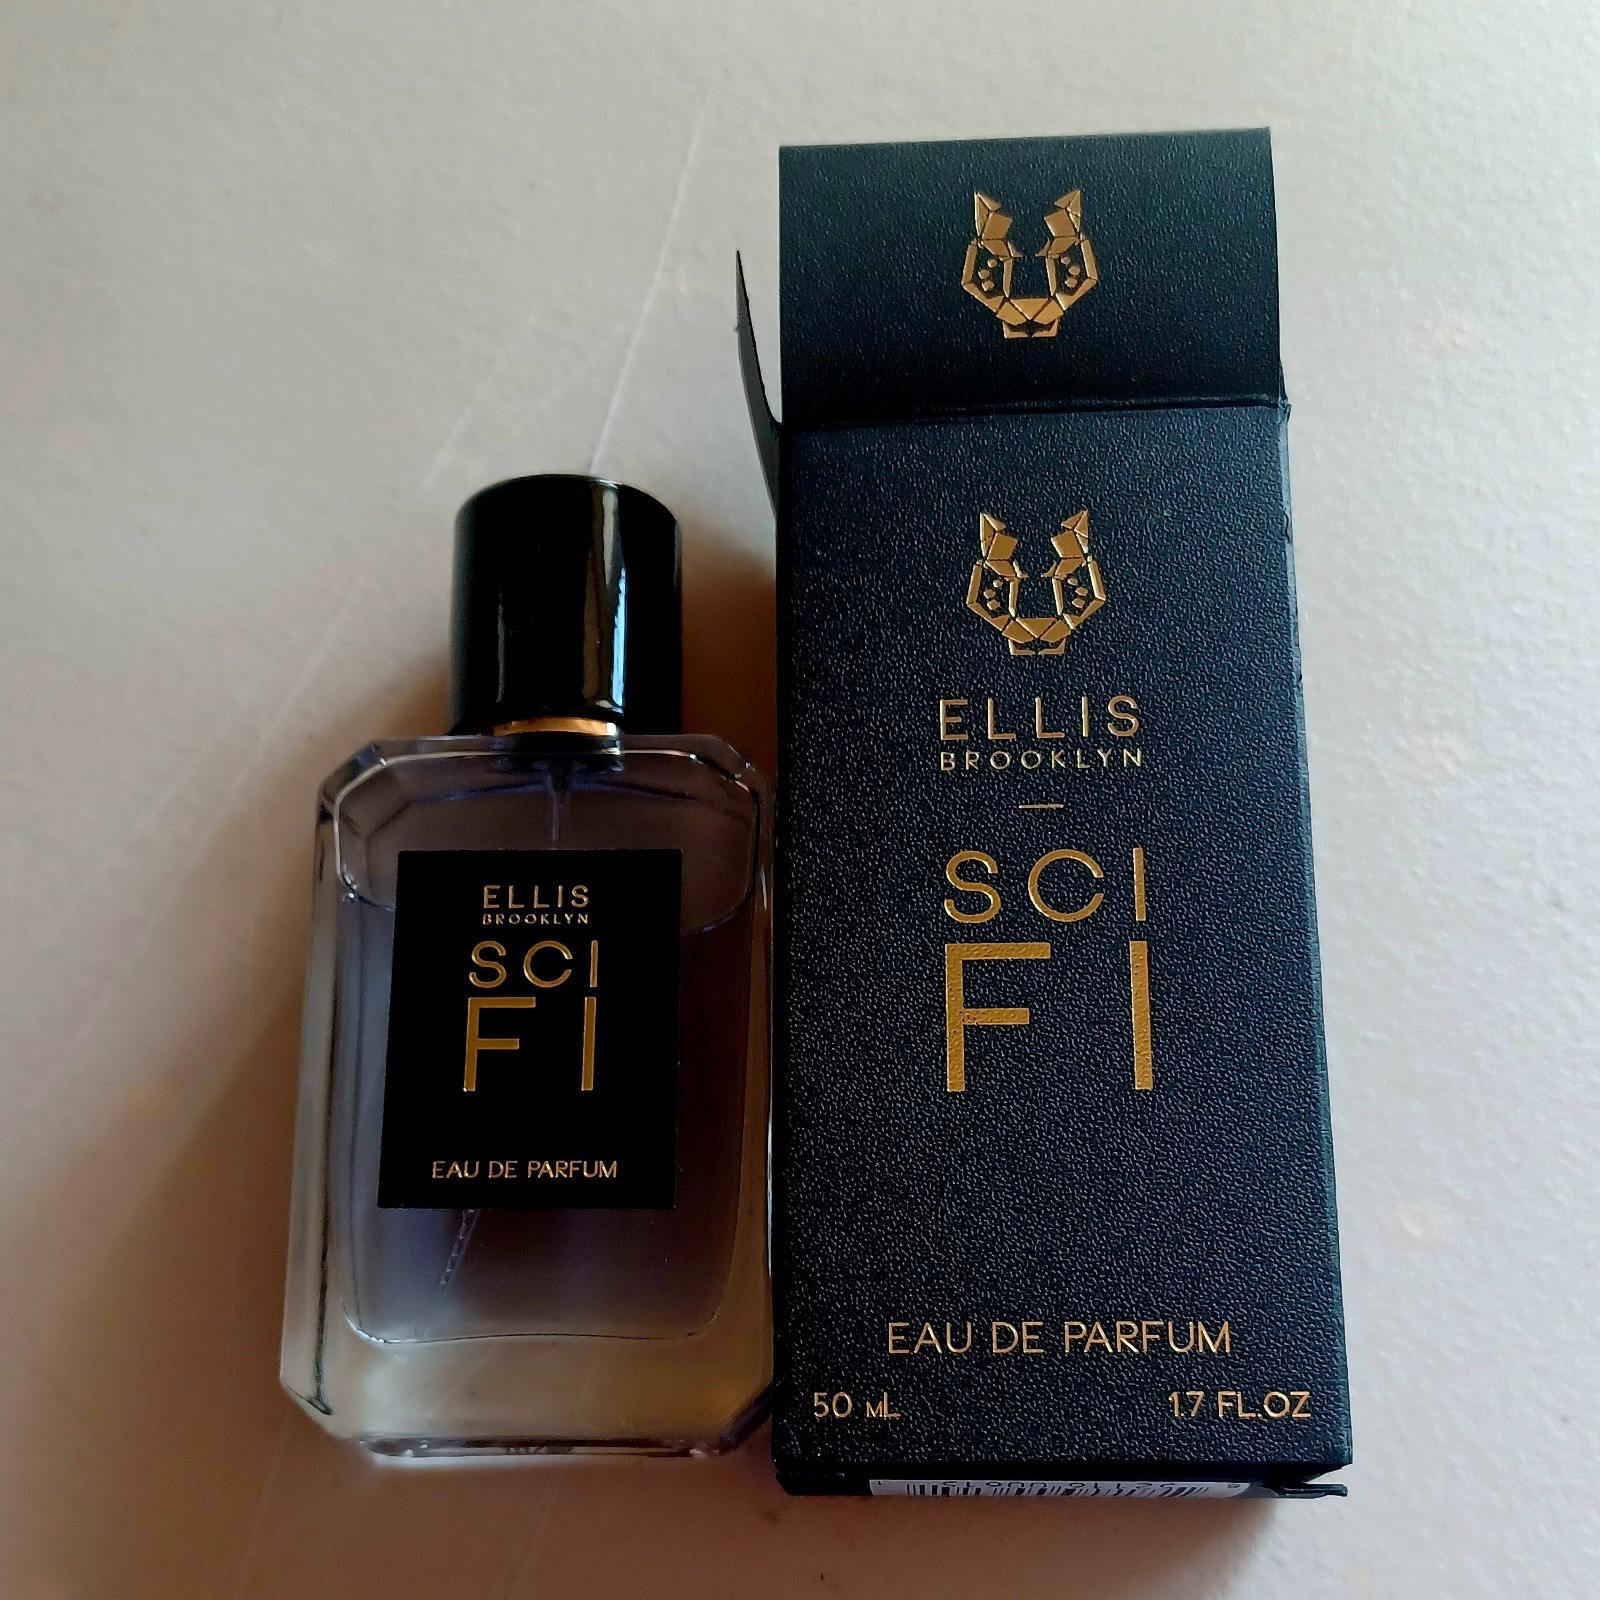 ELLIS
BROOKLYN
SCI
FI
EAU DE PARFUM
ELLIS
BROOKLYN
SCI
FI
EAU DE PARFUM
50 mL
1.7 FL.OZ